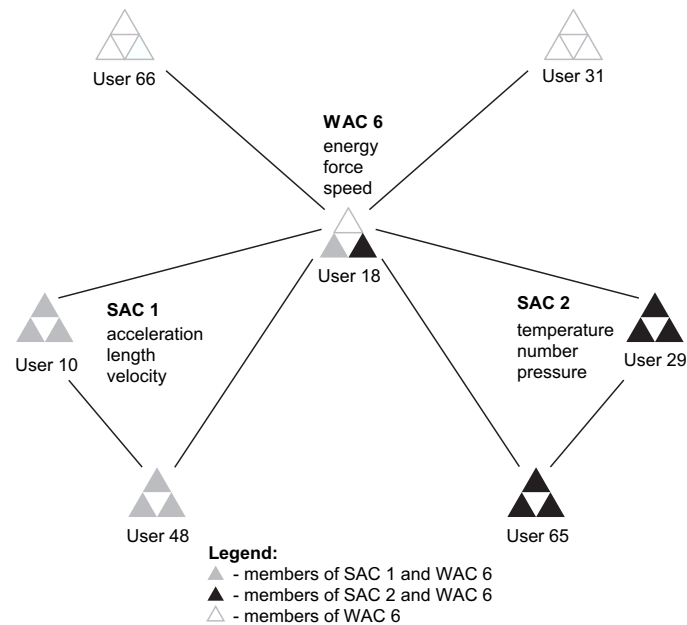 User 66
User 31
WAC 6
energy
force
speed
User 18
SAC 1
acceleration
length
velocity
SAC 2
temperature
number
pressure
User 10
User 29
User 48
User 65
Legend:
- members of SAC 1 and WAC 6
- members of SAC 2 and WAC 6
- members of WAC 6